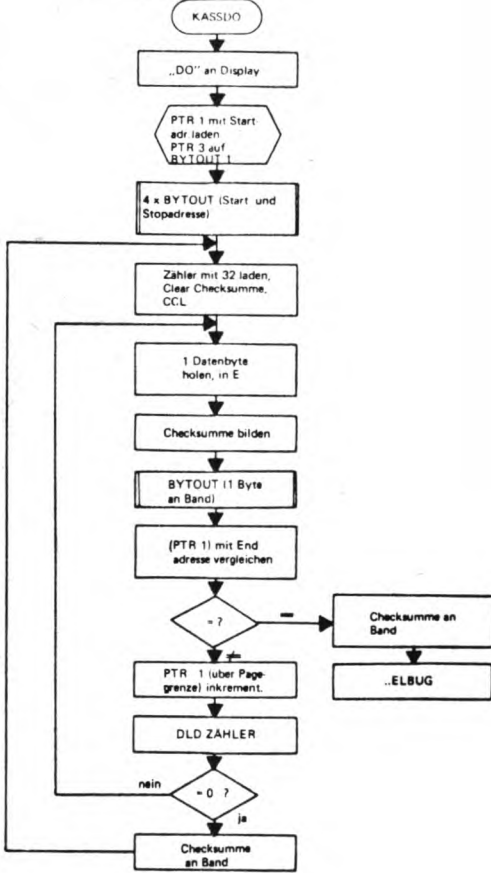 KASSDO
„DO" an Display
PTR 1 mit Start-
adr. laden
PTR 3 auf
BYTOUT 1
4 x BYTOUT (Start und
Stopadresse)
Zähler mit 32 laden,
Clear Checksumme,
CCL
1 Datenbyte
holen, in E
Checksumme bilden
BYTOUT (1 Byte
an Band)
(PTR 1) mit End
adresse vergleichen
= ?
=
Checksumme an
Band
„ELBUG
≠
PTR 1 (über Page-
grenze) inkrement.
DLD ZÄHLER
= 0 ?
nein
ja
Checksumme
an Band